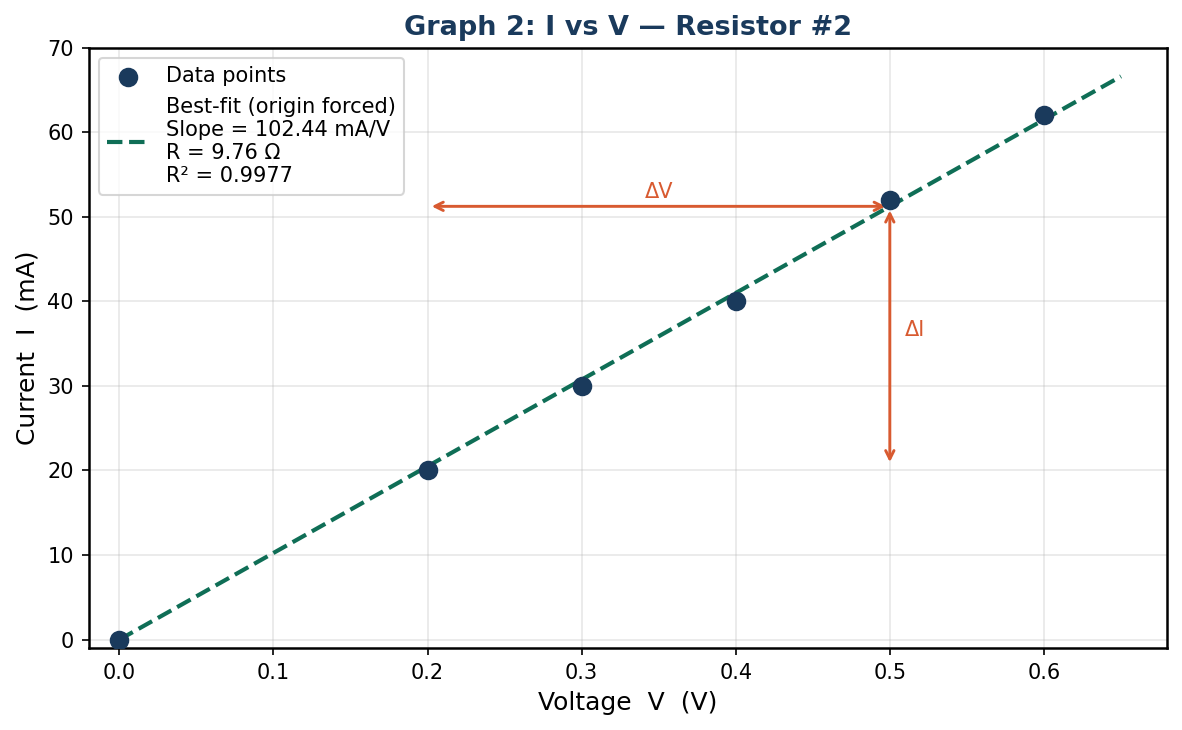 Graph 2: I vs V — Resistor #2
Data points
Best-fit (origin forced)
Slope = 102.44 mA/V
R = 9.76 Ω
R² = 0.9977
ΔV
ΔI
Current I (mA)
70
60
50
40
30
20
10
0
0.0 0.1 0.2 0.3 0.4 0.5 0.6
Voltage V (V)